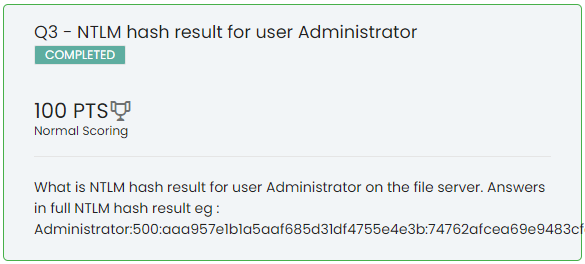 Q3 - NTLM hash result for user Administrator
COMPLETED
100 PTS
Normal Scoring
What is NTLM hash result for user Administrator on the file server. Answers
in full NTLM hash result eg :
Administrator:500:aaa957e1b1a5aaf685d31df4755e4e3b:74762afcea69e9483cf